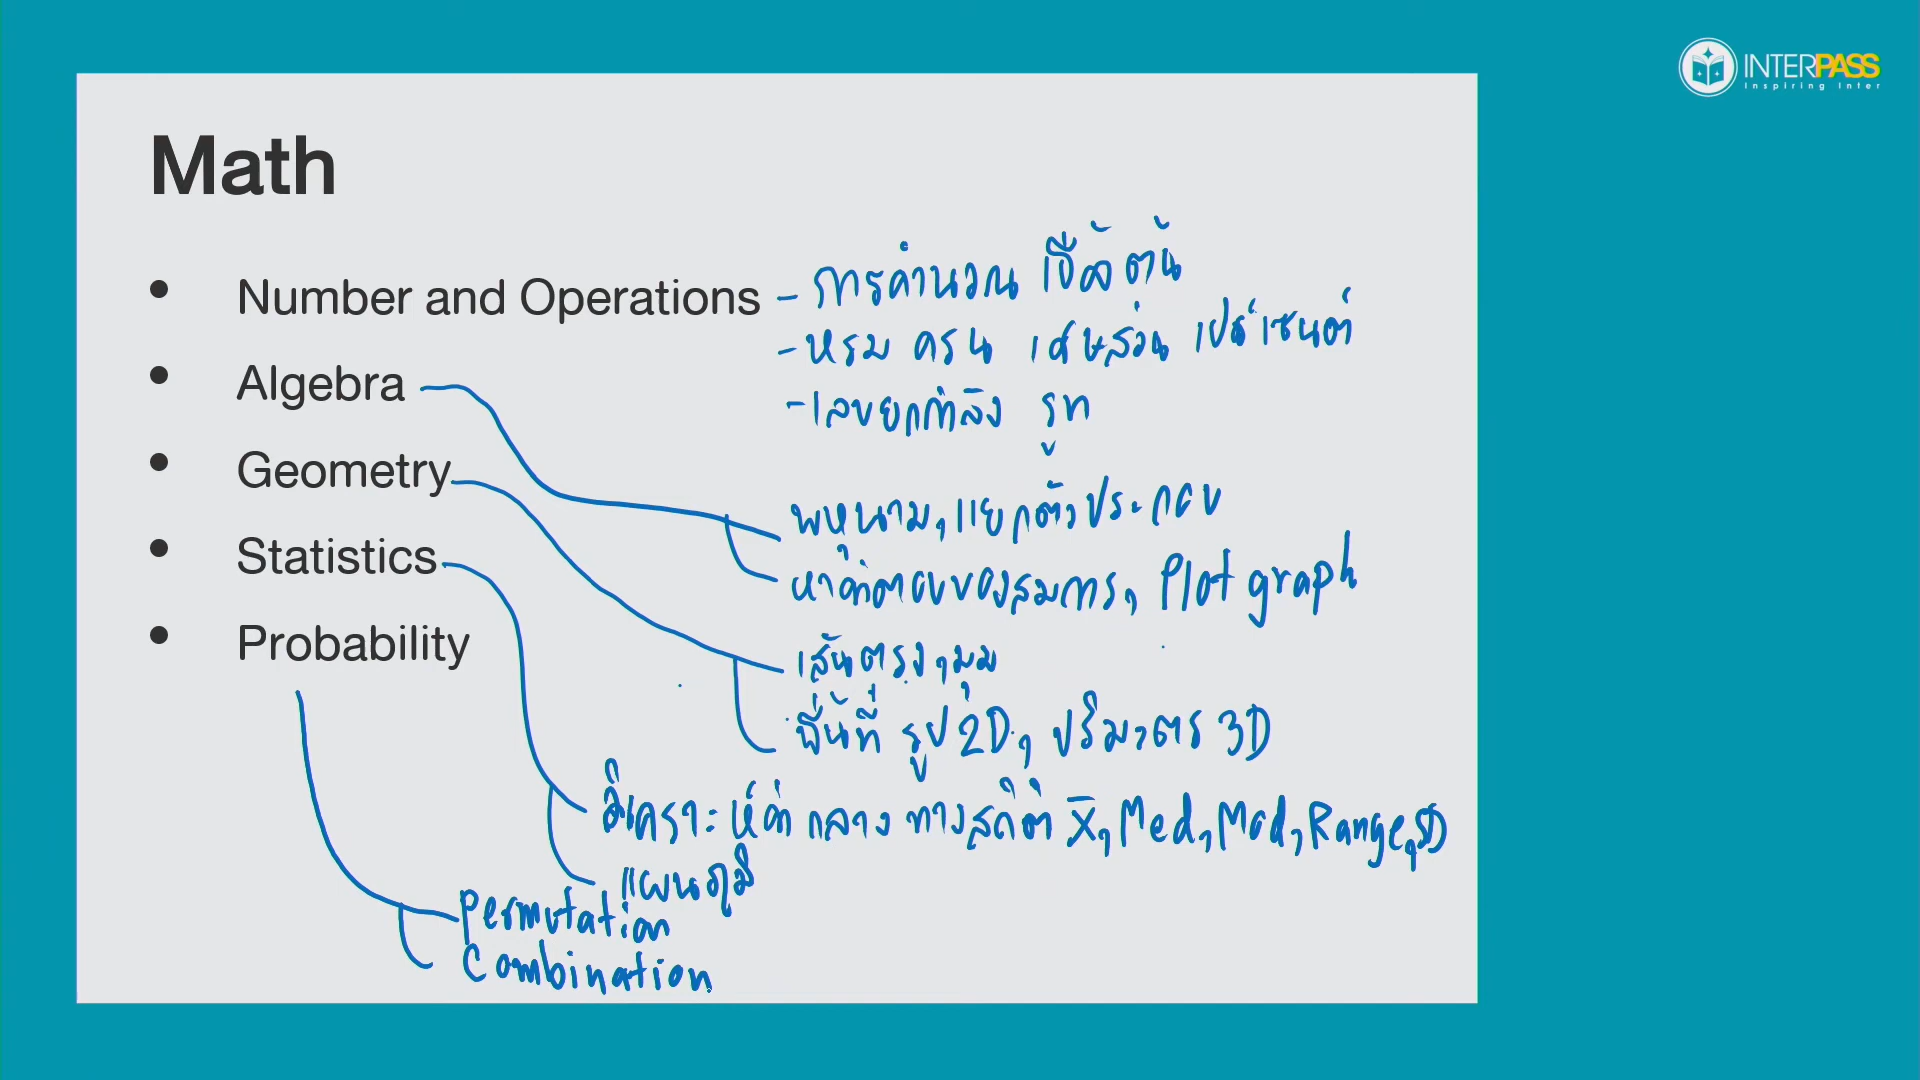 INTERPASS
Inspiring Inter
Math
• Number and Operations
- การคำนวณ เบื้องต้น
- หรม ครน เศษส่วน เปอร์เซนต์
- เลขยกกำลัง รูท
• Algebra
พหุนาม, แยกตัวประกอบ
หาคำตอบของสมการ, Plot graph
• Geometry
เส้นตรง, มุม
พื้นที่ รูป 2D, ปริมาตร 3D
• Statistics
วิเคราะห์ค่ากลาง ทางสถิติ x̄, Med, Mod, Range, SD
แผนภูมิ
• Probability
Permutation
Combination